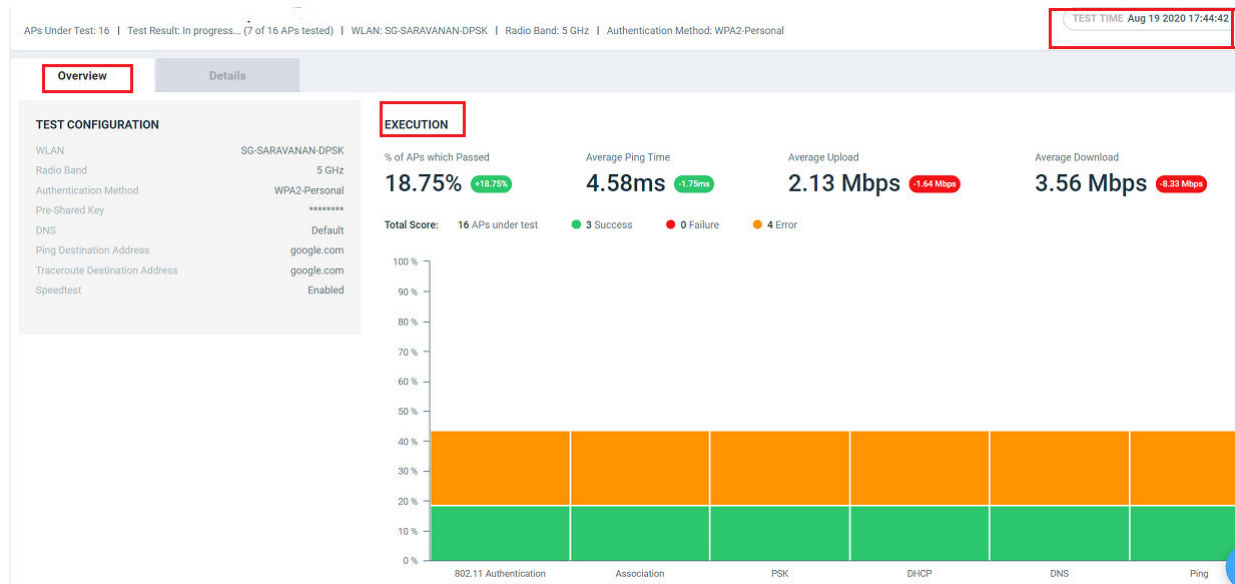 APs Under Test: 16 | Test Result: In progress... (7 of 16 APs tested) | WLAN: SG-SARAVANAN-DPSK | Radio Band: 5 GHz | Authentication Method: WPA2-Personal
TEST TIME Aug 19 2020 17:44:42
Overview Details
TEST CONFIGURATION
WLAN SG-SARAVANAN-DPSK
Radio Band 5 GHz
Authentication Method WPA2-Personal
Pre-Shared Key ********
DNS Default
Ping Destination Address google.com
Traceroute Destination Address google.com
Speedtest Enabled
EXECUTION
% of APs which Passed Average Ping Time Average Upload Average Download
18.75% +18.75% 4.58ms -1.75ms 2.13 Mbps -1.64 Mbps 3.56 Mbps -8.33 Mbps
Total Score: 16 APs under test 3 Success 0 Failure 4 Error
100 %
90 %
80 %
70 %
60 %
50 %
40 %
30 %
20 %
10 %
0 %
802.11 Authentication Association PSK DHCP DNS Ping